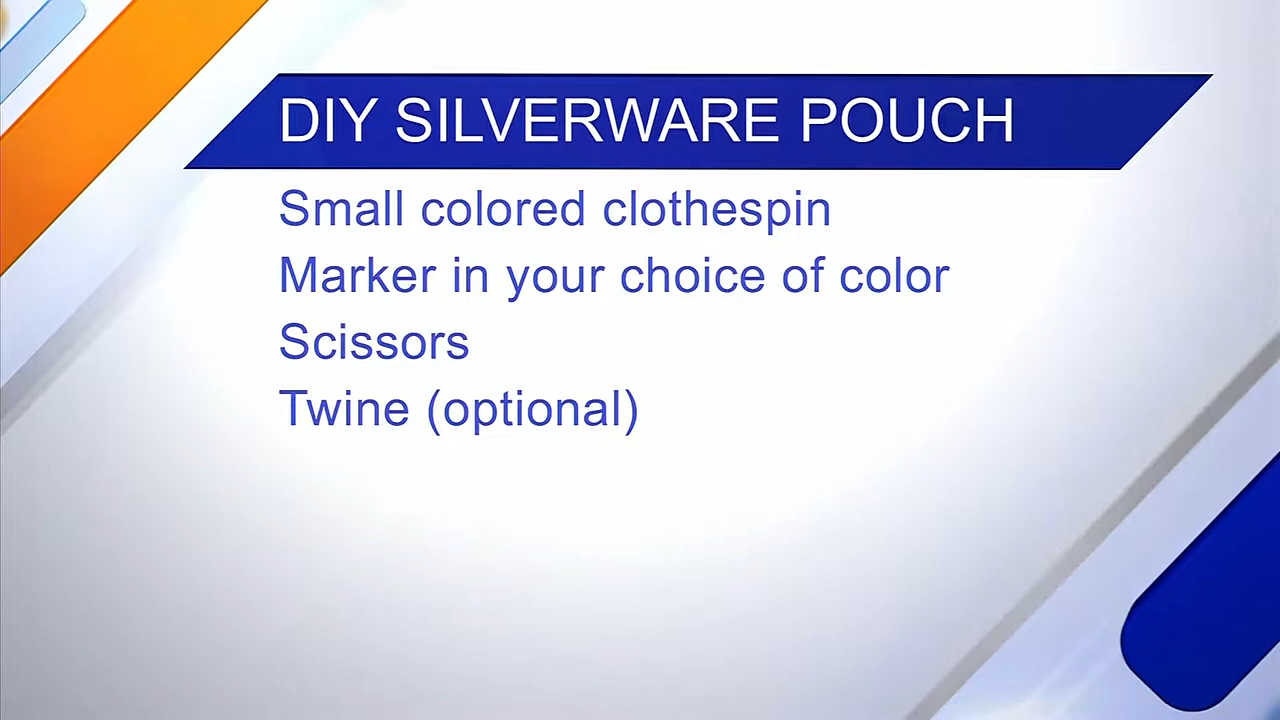 DIY SILVERWARE POUCH
Small colored clothespin
Marker in your choice of color
Scissors
Twine (optional)